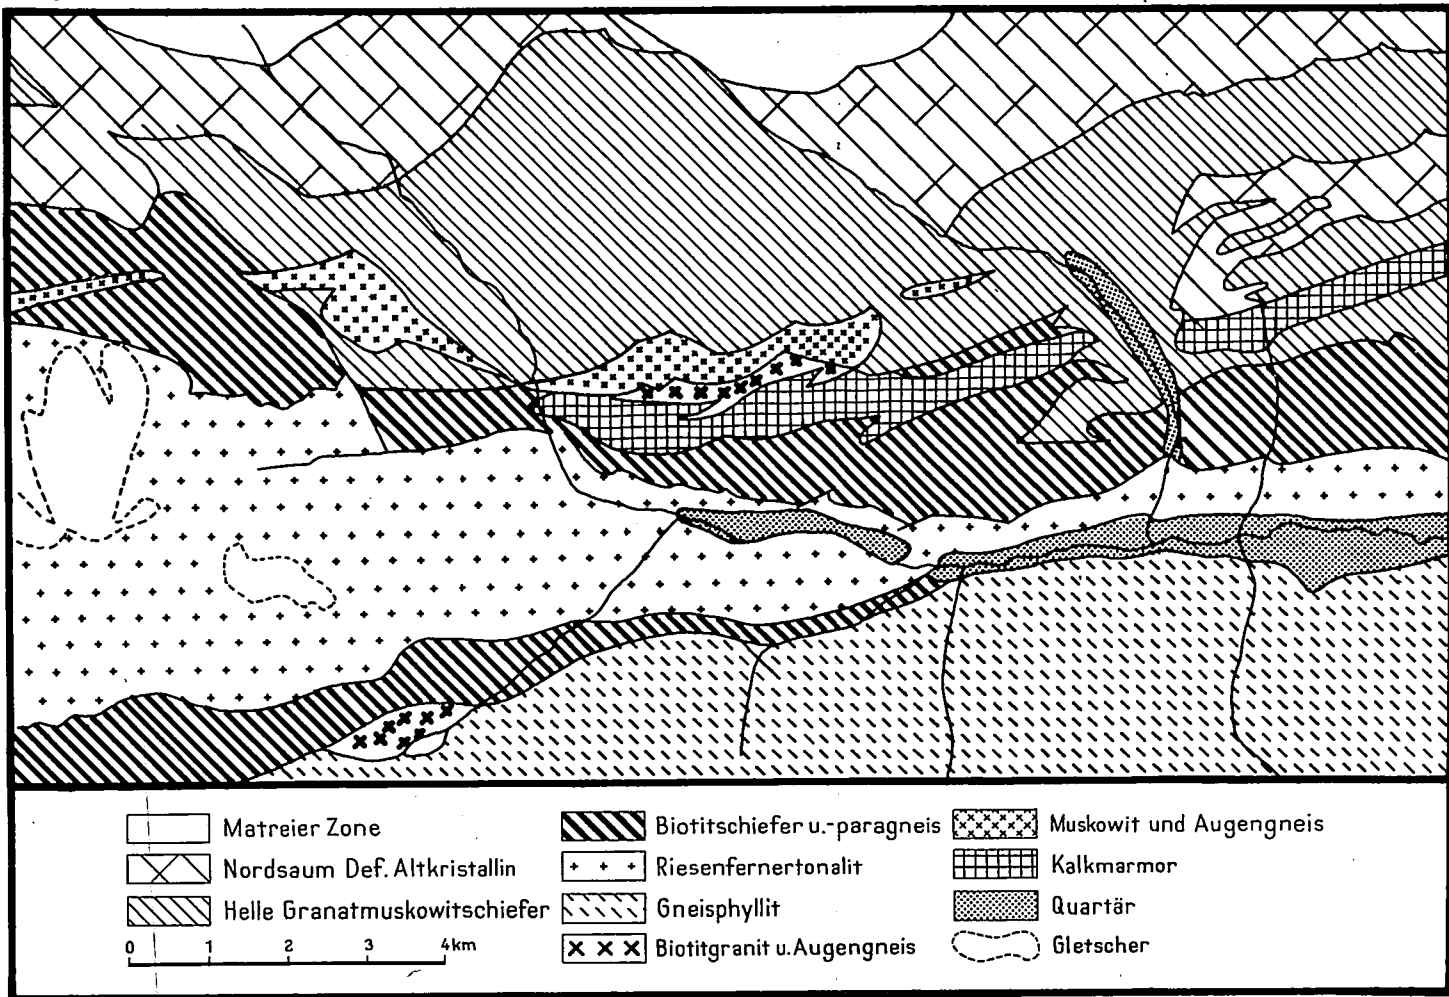 Matreier Zone
Nordsaum Def. Altkristallin
Helle Granatmuskowitschiefer
0 1 2 3 4km
Biotitschiefer u.-paragneis
Riesenfernertonalit
Gneisphyllit
Biotitgranit u. Augengneis
Muskowit und Augengneis
Kalkmarmor
Quartär
Gletscher